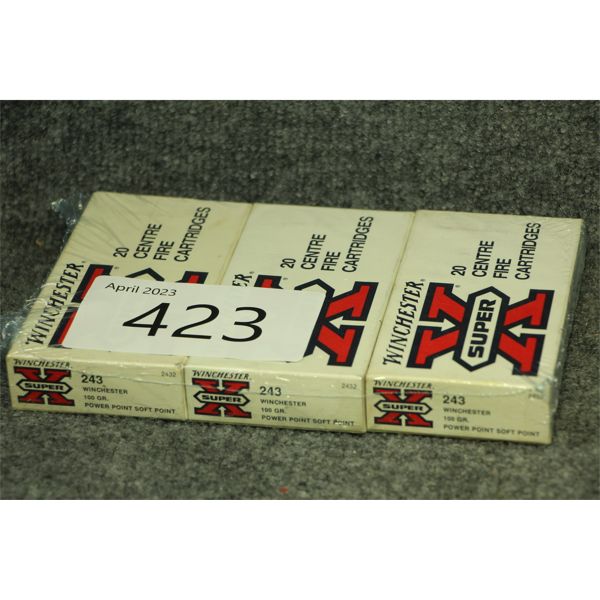 WINCHESTER
20
CENTRE
FIRE
CARTRIDGES
20
CENTRE
FIRE
CARTRIDGES
WINCHESTER
X
SUPER
20
CENTRE
FIRE
CARTRIDGES
April 2023
423
WINCHESTER
X
SUPER
243
WINCHESTER
100 GR.
POWER POINT SOFT POINT
2432
WINCHESTER
X
SUPER
243
WINCHESTER
100 GR.
POWER POINT SOFT POINT
2432
X
SUPER
243
WINCHESTER
100 GR.
POWER POINT SOFT POINT